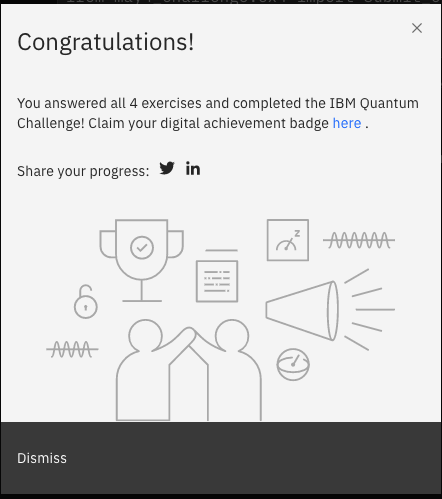 Congratulations!
You answered all 4 exercises and completed the IBM Quantum
Challenge! Claim your digital achievement badge here .
Share your progress:
z
Dismiss